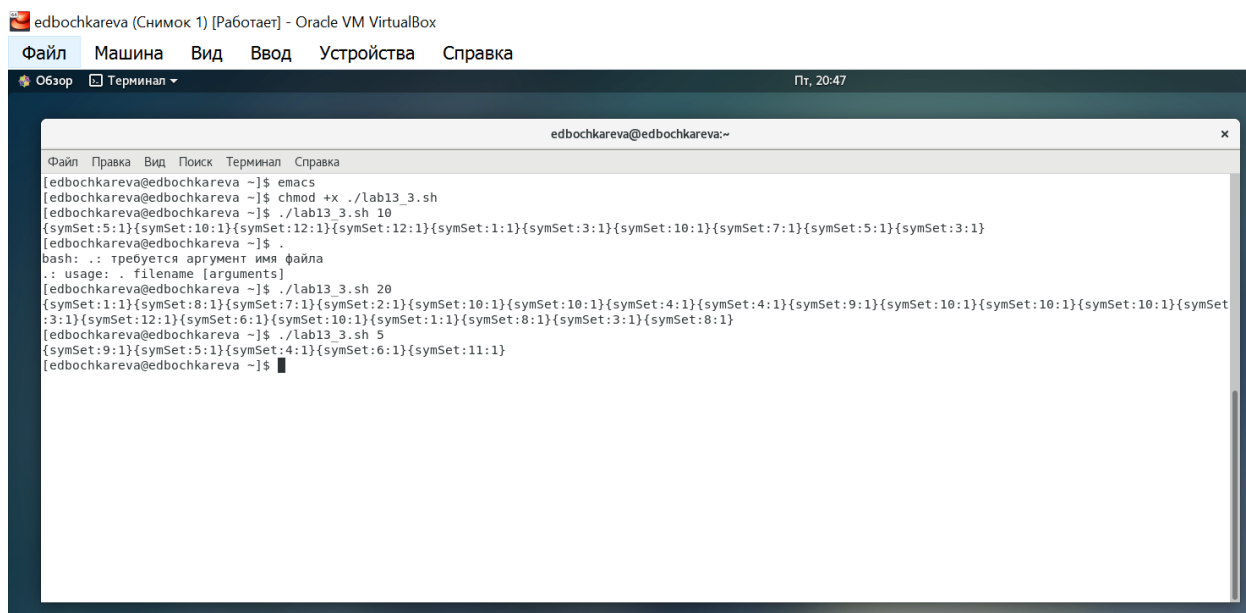 edbochkareva (Снимок 1) [Работает] - Oracle VM VirtualBox
Файл Машина Вид Ввод Устройства Справка
Обзор Терминал Пт, 20:47
edbochkareva@edbochkareva:~ ×
Файл Правка Вид Поиск Терминал Справка
[edbochkareva@edbochkareva ~]$ emacs
[edbochkareva@edbochkareva ~]$ chmod +x ./lab13_3.sh
[edbochkareva@edbochkareva ~]$ ./lab13_3.sh 10
{symSet:5:1}{symSet:10:1}{symSet:12:1}{symSet:12:1}{symSet:1:1}{symSet:3:1}{symSet:10:1}{symSet:7:1}{symSet:5:1}{symSet:3:1}
[edbochkareva@edbochkareva ~]$ .
bash: .: требуется аргумент имя файла
.: usage: . filename [arguments]
[edbochkareva@edbochkareva ~]$ ./lab13_3.sh 20
{symSet:1:1}{symSet:8:1}{symSet:7:1}{symSet:2:1}{symSet:10:1}{symSet:10:1}{symSet:4:1}{symSet:4:1}{symSet:9:1}{symSet:10:1}{symSet:10:1}{symSet:10:1}{symSet
:3:1}{symSet:12:1}{symSet:6:1}{symSet:10:1}{symSet:1:1}{symSet:8:1}{symSet:3:1}{symSet:8:1}
[edbochkareva@edbochkareva ~]$ ./lab13_3.sh 5
{symSet:9:1}{symSet:5:1}{symSet:4:1}{symSet:6:1}{symSet:11:1}
[edbochkareva@edbochkareva ~]$